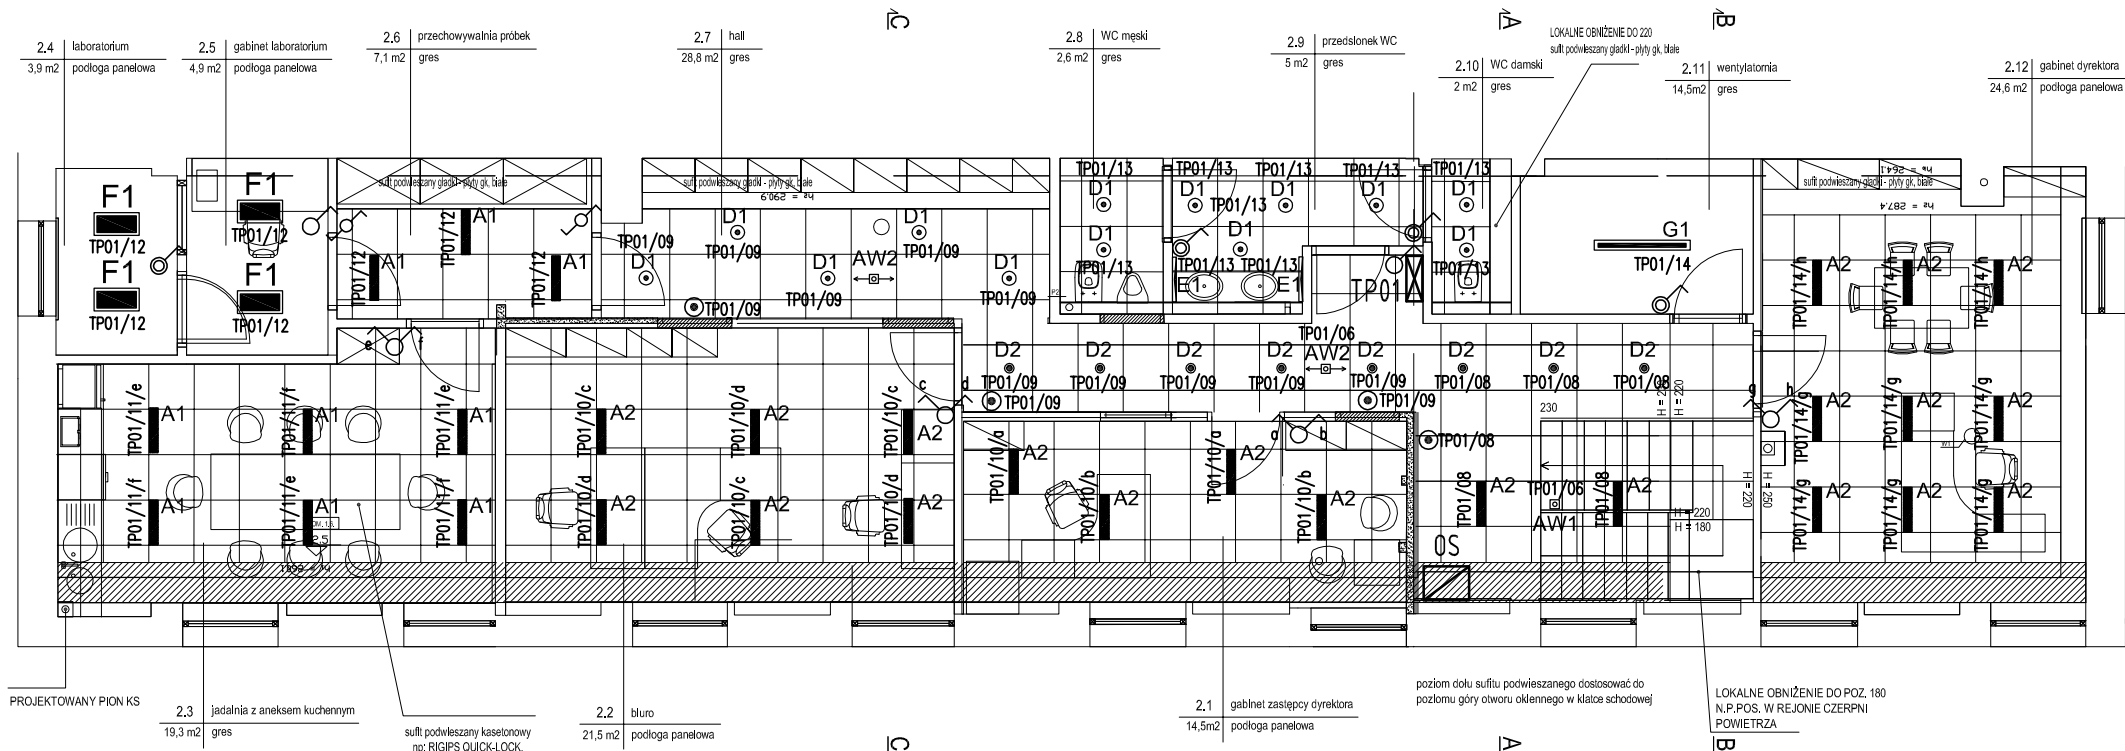 C
A
B
2.4 laboratorium
3,9 m2 podłoga panelowa
2.5 gabinet laboratorium
4,9 m2 podłoga panelowa
2.6 przechowywalnia próbek
7,1 m2 gres
2.7 hall
28,8 m2 gres
2.8 WC męski
2,6 m2 gres
2.9 przedsionek WC
5 m2 gres
2.10 WC damski
2 m2 gres
LOKALNE OBNIŻENIE DO 220
sufit podwieszany gładki - płyty gk, białe
2.11 wentylatornia
14,5m2 gres
2.12 gabinet dyrektora
24,6 m2 podłoga panelowa
sufit podwieszany gładki - płyty gk, białe
sufit podwieszany gładki - płyty gk, białe
sufit podwieszany gładki - płyty gk, białe
hs = 290.9
hs = 264.1
hs = 287.4
F1
TP01/12
F1
TP01/12
F1
TP01/12
F1
TP01/12
A1
TP01/12
A1
TP01/12
A1
TP01/12
TP01/09
D1
D1
TP01/09
D1
TP01/09
D1
TP01/09
D1
TP01/09
AW2
TP01/09
TP01/13
D1
D1
TP01/13
TP01/13
D1
TP01/13
D1
TP01/13
D1
TP01/13
D1
TP01/13
TP01/13
E1
E1
TP01
TP01/13
D1
D1
TP01/13
G1
TP01/14
TP01/14/h
A2
TP01/14/h
A2
TP01/14/h
A2
TP01/14/g
A2
TP01/14/g
A2
TP01/14/g
A2
TP01/14/g
A2
TP01/14/g
A2
TP01/14/g
A2
g
h
TP01/06
AW2
D2
TP01/09
D2
TP01/09
D2
TP01/09
D2
TP01/09
D2
TP01/09
D2
TP01/08
D2
TP01/08
D2
TP01/08
TP01/09
TP01/09
TP01/08
H = 220
230
e
f
TP01/11/e
A1
TP01/11/f
A1
TP01/11/e
A1
TP01/11/f
A1
TP01/11/e
A1
TP01/11/f
A1
TP01/10/c
A2
TP01/10/d
A2
TP01/10/c
A2
TP01/10/d
A2
TP01/10/c
A2
TP01/10/d
A2
c
d
TP01/10/a
A2
TP01/10/b
A2
TP01/10/a
A2
TP01/10/b
A2
a
b
TP01/08
A2
TP01/06
AW1
TP01/08
A2
OS
H = 220
H = 180
H = 220
H = 250
PROJEKTOWANY PION KS
2.3 jadalnia z aneksem kuchennym
19,3 m2 gres
sufit podwieszany kasetonowy
np: RIGIPS QUICK-LOCK,
2.2 biuro
21,5 m2 podłoga panelowa
2.1 gabinet zastępcy dyrektora
14,5m2 podłoga panelowa
poziom dołu sufitu podwieszanego dostosować do
poziomu góry otworu okiennego w klatce schodowej
LOKALNE OBNIŻENIE DO POZ. 180
N.P.POS. W REJONIE CZERPNI
POWIETRZA
C
A
B